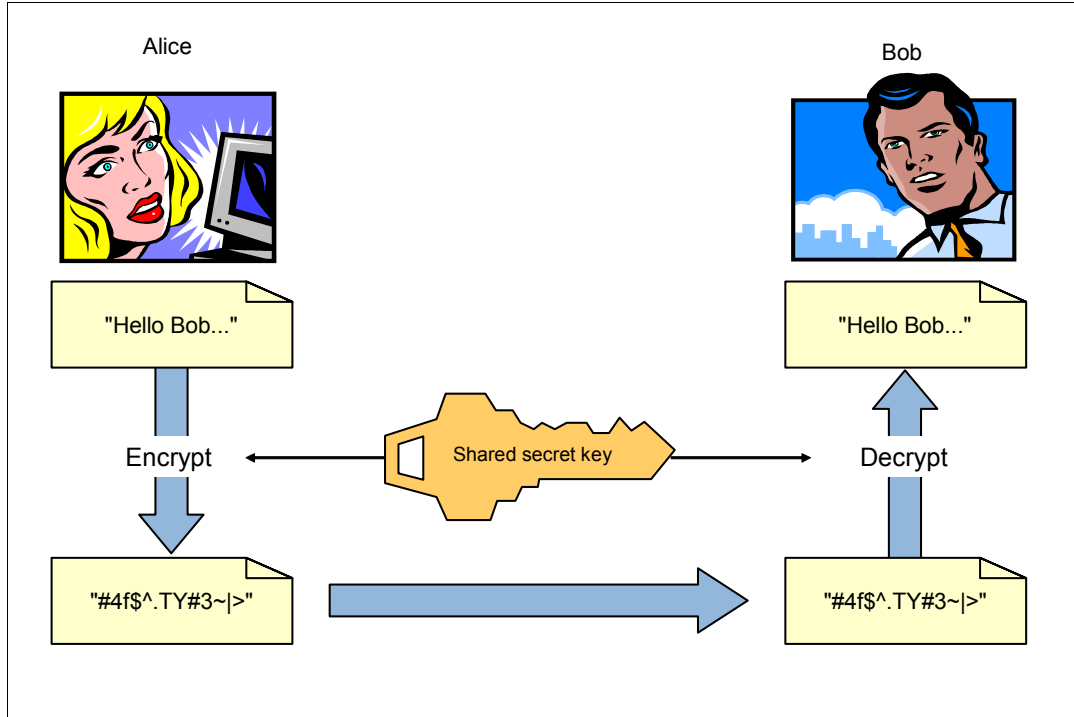 Alice
Bob
"Hello Bob..."
"Hello Bob..."
Encrypt
Shared secret key
Decrypt
"#4f$^.TY#3~|>"
"#4f$^.TY#3~|>"